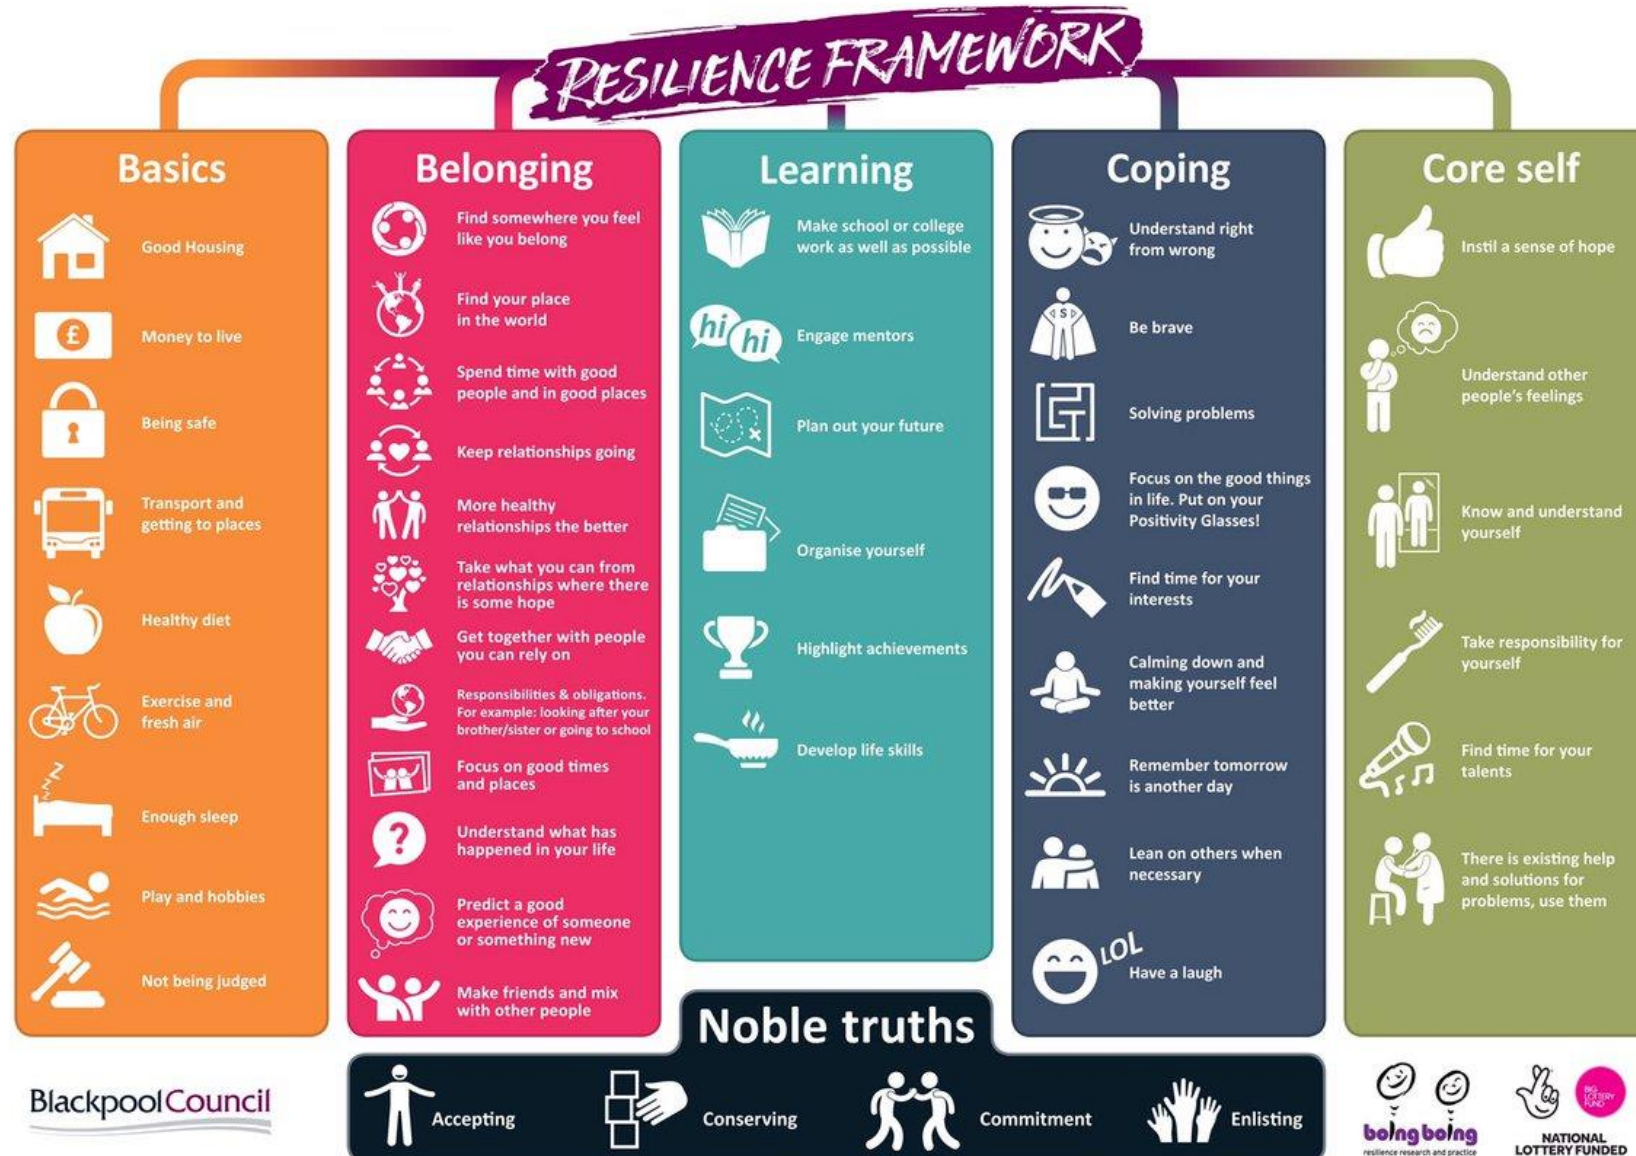 RESILIENCE FRAMEWORK
Basics
Good Housing
£
Money to live
Being safe
Transport and
getting to places
Healthy diet
Exercise and
fresh air
zzz
Enough sleep
Play and hobbies
Not being judged
Belonging
Find somewhere you feel
like you belong
Find your place
in the world
Spend time with good
people and in good places
Keep relationships going
More healthy
relationships the better
Take what you can from
relationships where there
is some hope
Get together with people
you can rely on
Responsibilities & obligations.
For example: looking after your
brother/sister or going to school
Focus on good times
and places
?
Understand what has
happened in your life
Predict a good
experience of someone
or something new
Make friends and mix
with other people
Learning
Make school or college
work as well as possible
hi hi
Engage mentors
Plan out your future
Organise yourself
Highlight achievements
Develop life skills
Coping
Understand right
from wrong
S
Be brave
Solving problems
Focus on the good things
in life. Put on your
Positivity Glasses!
Find time for your
interests
Calming down and
making yourself feel
better
Remember tomorrow
is another day
Lean on others when
necessary
LOL
Have a laugh
Core self
Instil a sense of hope
Understand other
people's feelings
Know and understand
yourself
Take responsibility for
yourself
Find time for your
talents
There is existing help
and solutions for
problems, use them
Noble truths
Accepting
Conserving
Commitment
Enlisting
BlackpoolCouncil
boingboing
resilience research and practice
BIG
LOTTERY
FUND
NATIONAL
LOTTERY FUNDED